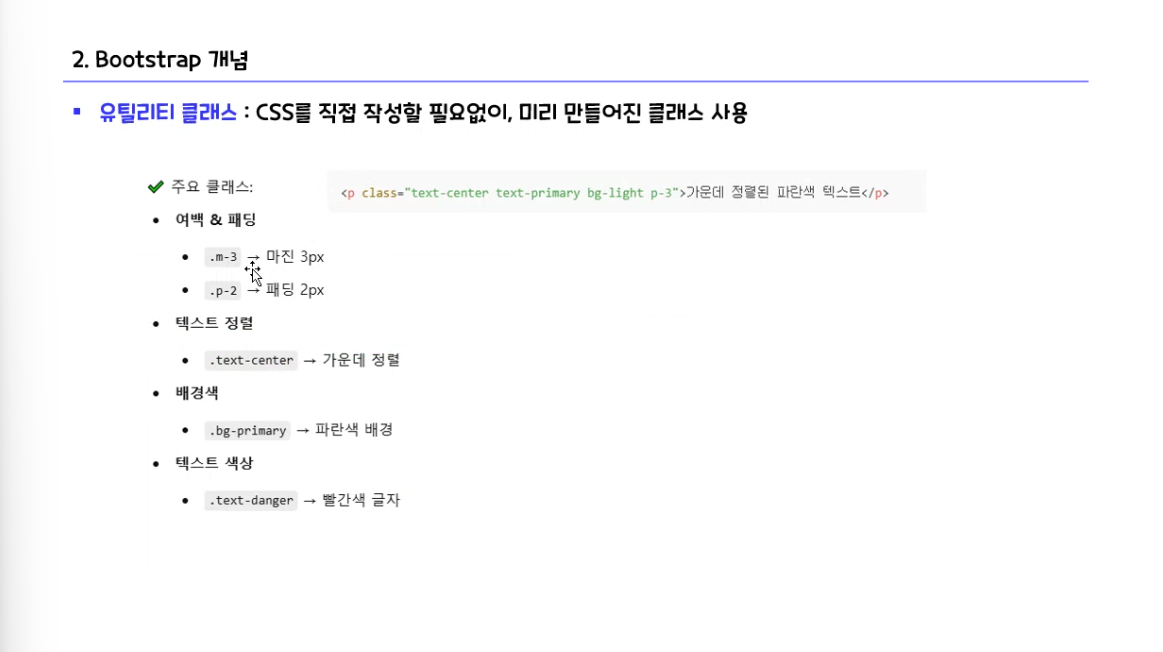 2. Bootstrap 개념
유틸리티 클래스 : CSS를 직접 작성할 필요없이, 미리 만들어진 클래스 사용
주요 클래스:
<p class="text-center text-primary bg-light p-3">가운데 정렬된 파란색 텍스트</p>
여백 & 패딩
.m-3 → 마진 3px
.p-2 → 패딩 2px
텍스트 정렬
.text-center → 가운데 정렬
배경색
.bg-primary → 파란색 배경
텍스트 색상
.text-danger → 빨간색 글자